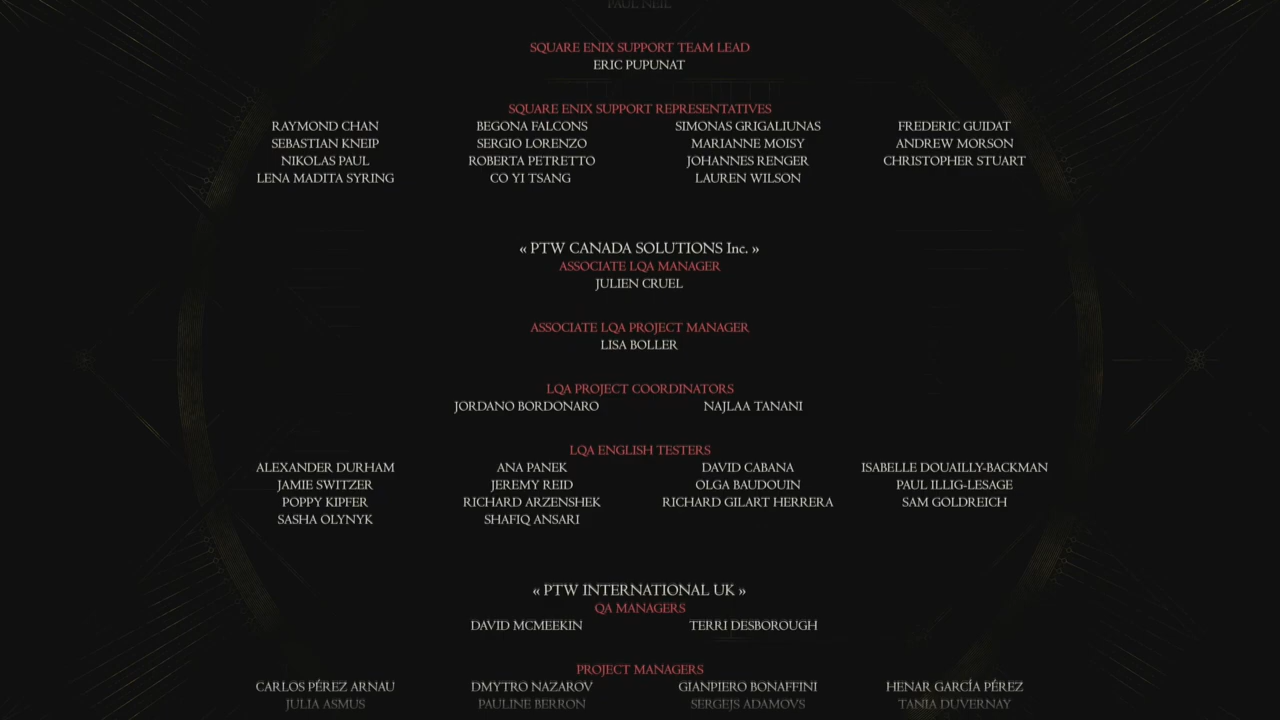 PAUL NEIL
SQUARE ENIX SUPPORT TEAM LEAD
ERIC PUPUNAT
SQUARE ENIX SUPPORT REPRESENTATIVES
RAYMOND CHAN BEGONA FALCONS SIMONAS GRIGALIUNAS FREDERIC GUIDAT
SEBASTIAN KNEIP SERGIO LORENZO MARIANNE MOISY ANDREW MORSON
NIKOLAS PAUL ROBERTA PETRETTO JOHANNES RENGER CHRISTOPHER STUART
LENA MADITA SYRING CO YI TSANG LAUREN WILSON
« PTW CANADA SOLUTIONS Inc. »
ASSOCIATE LQA MANAGER
JULIEN CRUEL
ASSOCIATE LQA PROJECT MANAGER
LISA BOLLER
LQA PROJECT COORDINATORS
JORDANO BORDONARO NAJLAA TANANI
LQA ENGLISH TESTERS
ALEXANDER DURHAM ANA PANEK DAVID CABANA ISABELLE DOUAILLY-BACKMAN
JAMIE SWITZER JEREMY REID OLGA BAUDOUIN PAUL ILLIG-LESAGE
POPPY KIPFER RICHARD ARZENSHEK RICHARD GILART HERRERA SAM GOLDREICH
SASHA OLYNYK SHAFIQ ANSARI
« PTW INTERNATIONAL UK »
QA MANAGERS
DAVID MCMEEKIN TERRI DESBOROUGH
PROJECT MANAGERS
CARLOS PÉREZ ARNAU DMYTRO NAZAROV GIANPIERO BONAFFINI HENAR GARCÍA PÉREZ
JULIA ASMUS PAULINE BERRON SERGEJS ADAMOVS TANIA DUVERNAY